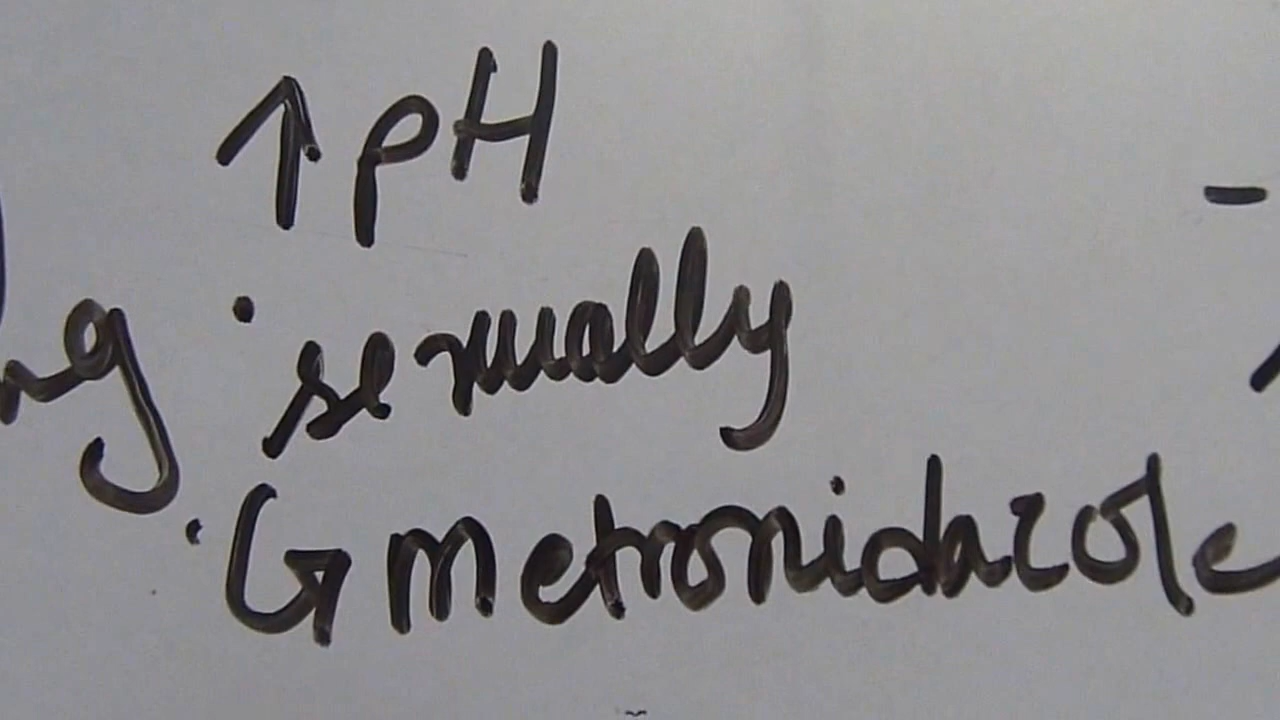 ↑ pH
• sexually
• G Metronidazole